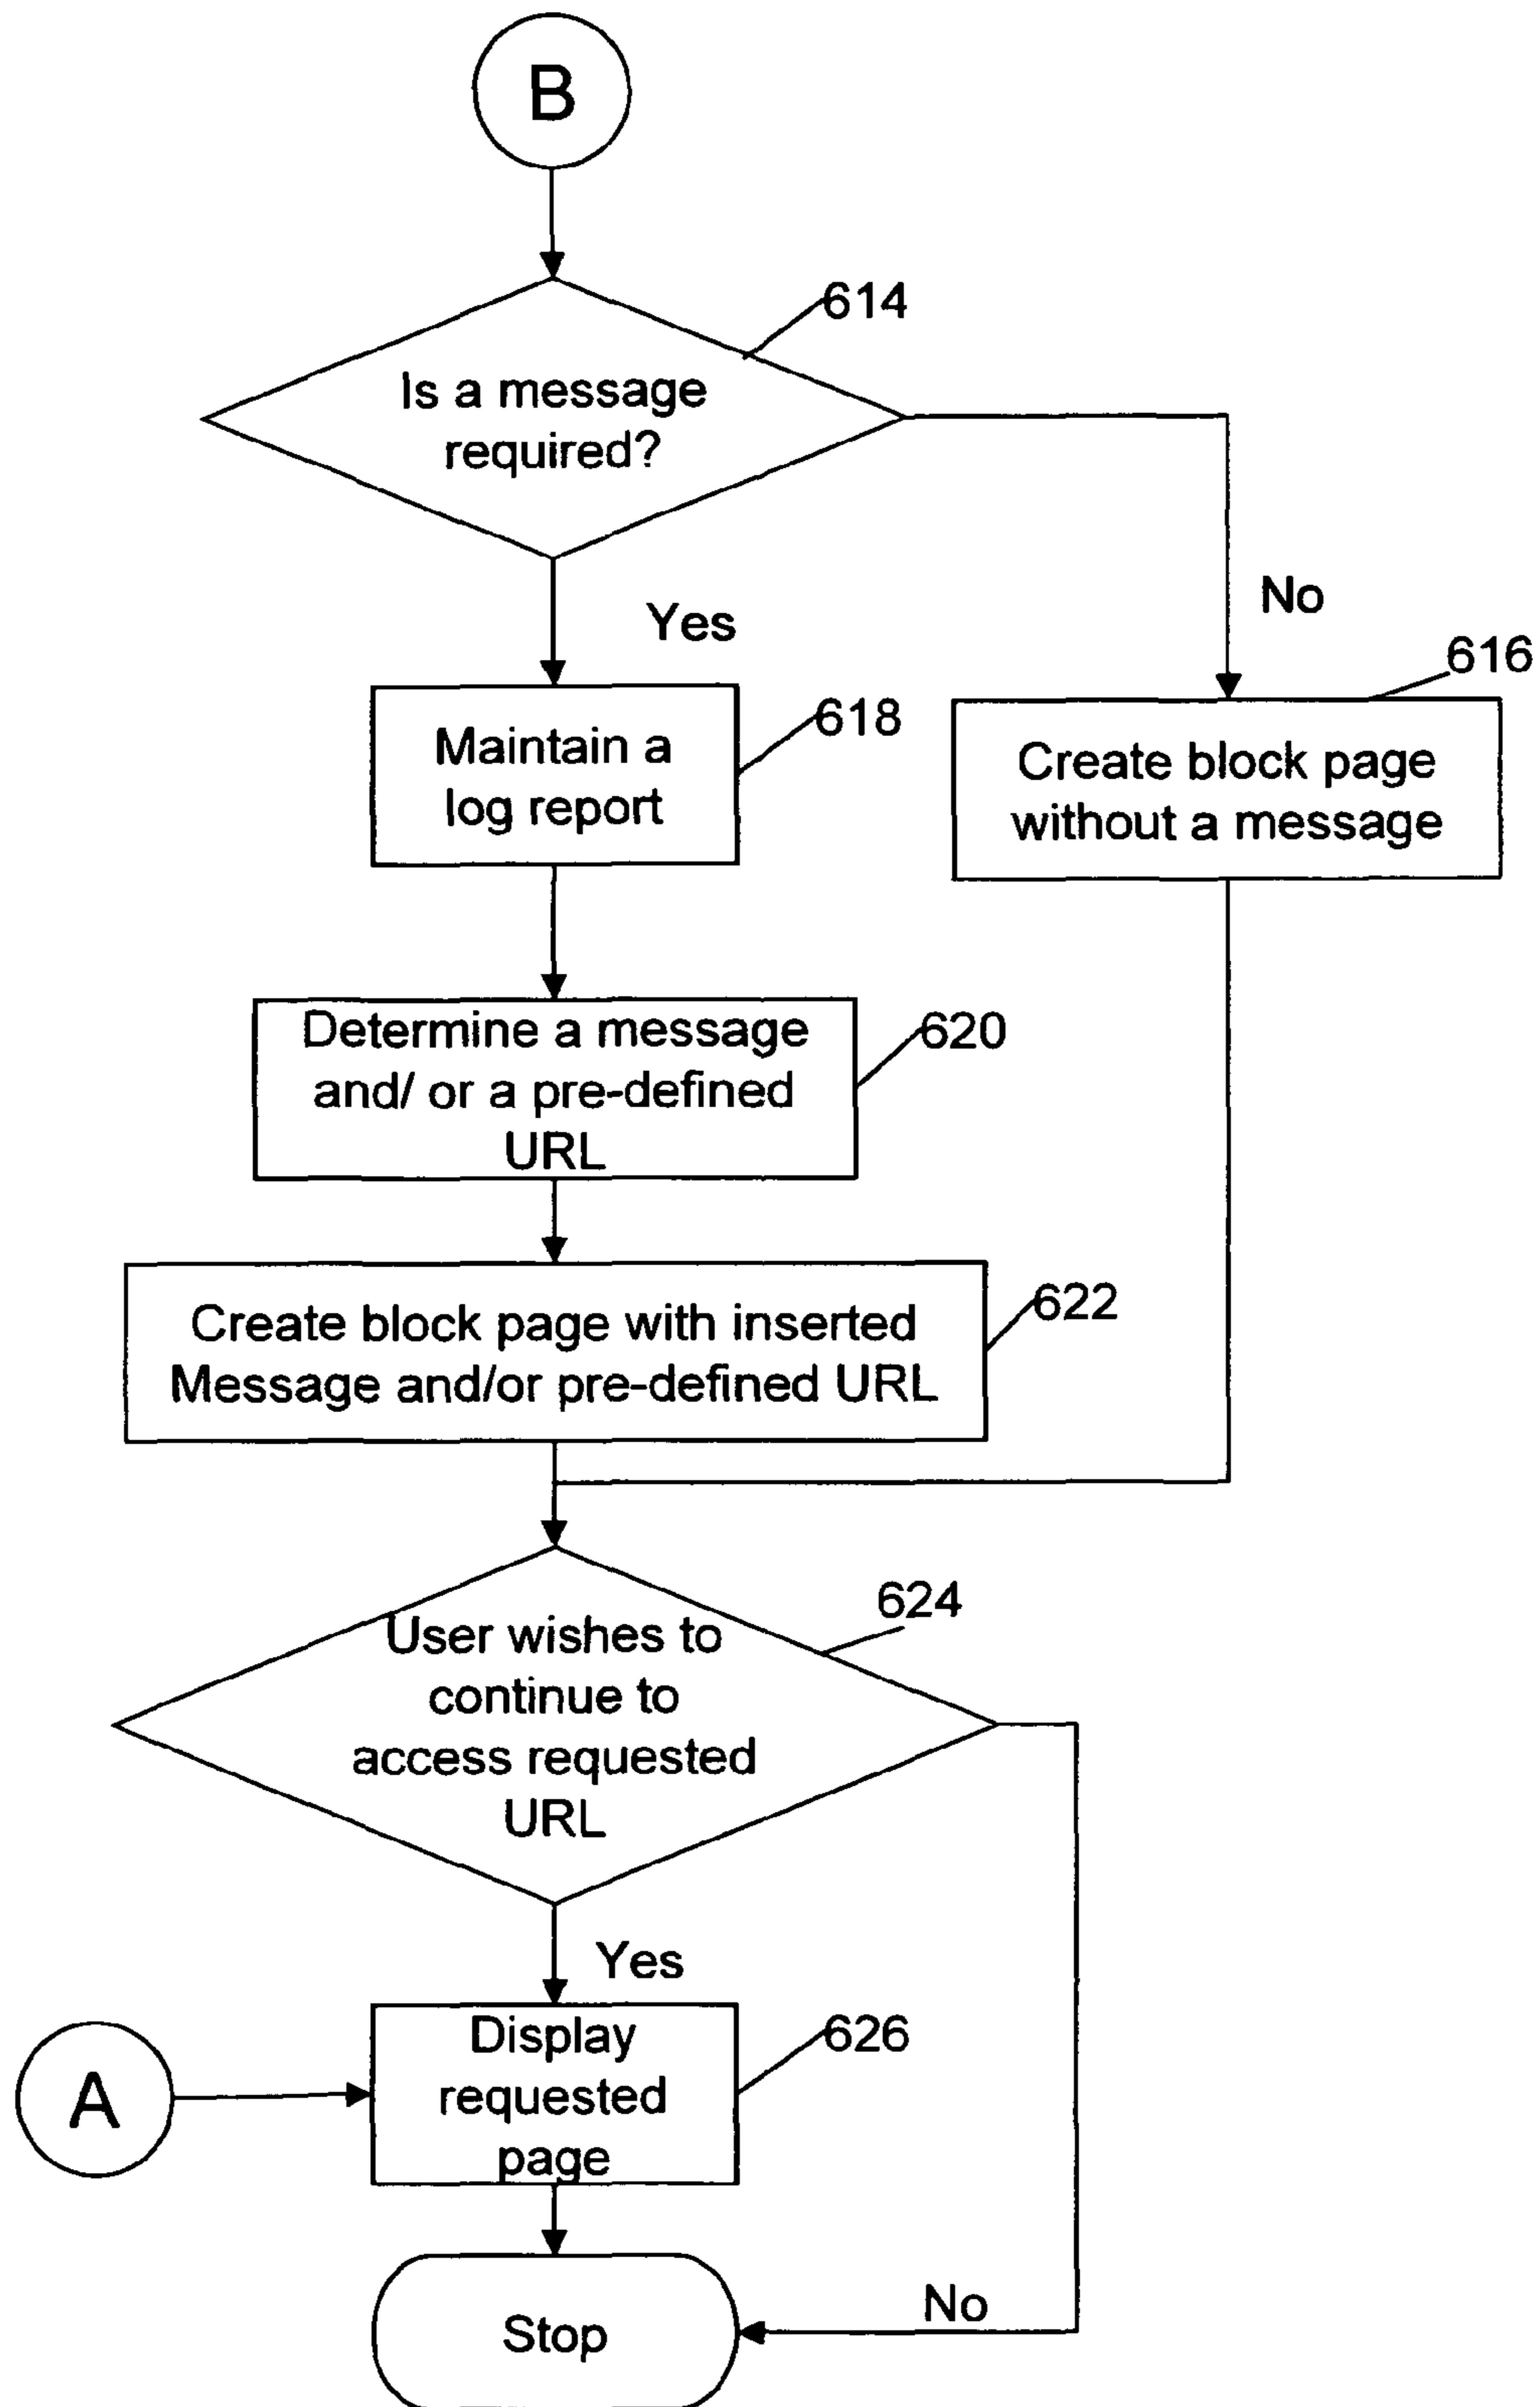 B
614
Is a message
required?
Yes
No
616
618
Maintain a
log report
Create block page
without a message
Determine a message
and/ or a pre-defined
URL
620
Create block page with inserted
Message and/or pre-defined URL
622
624
User wishes to
continue to
access requested
URL
Yes
A
Display
requested
page
626
No
Stop